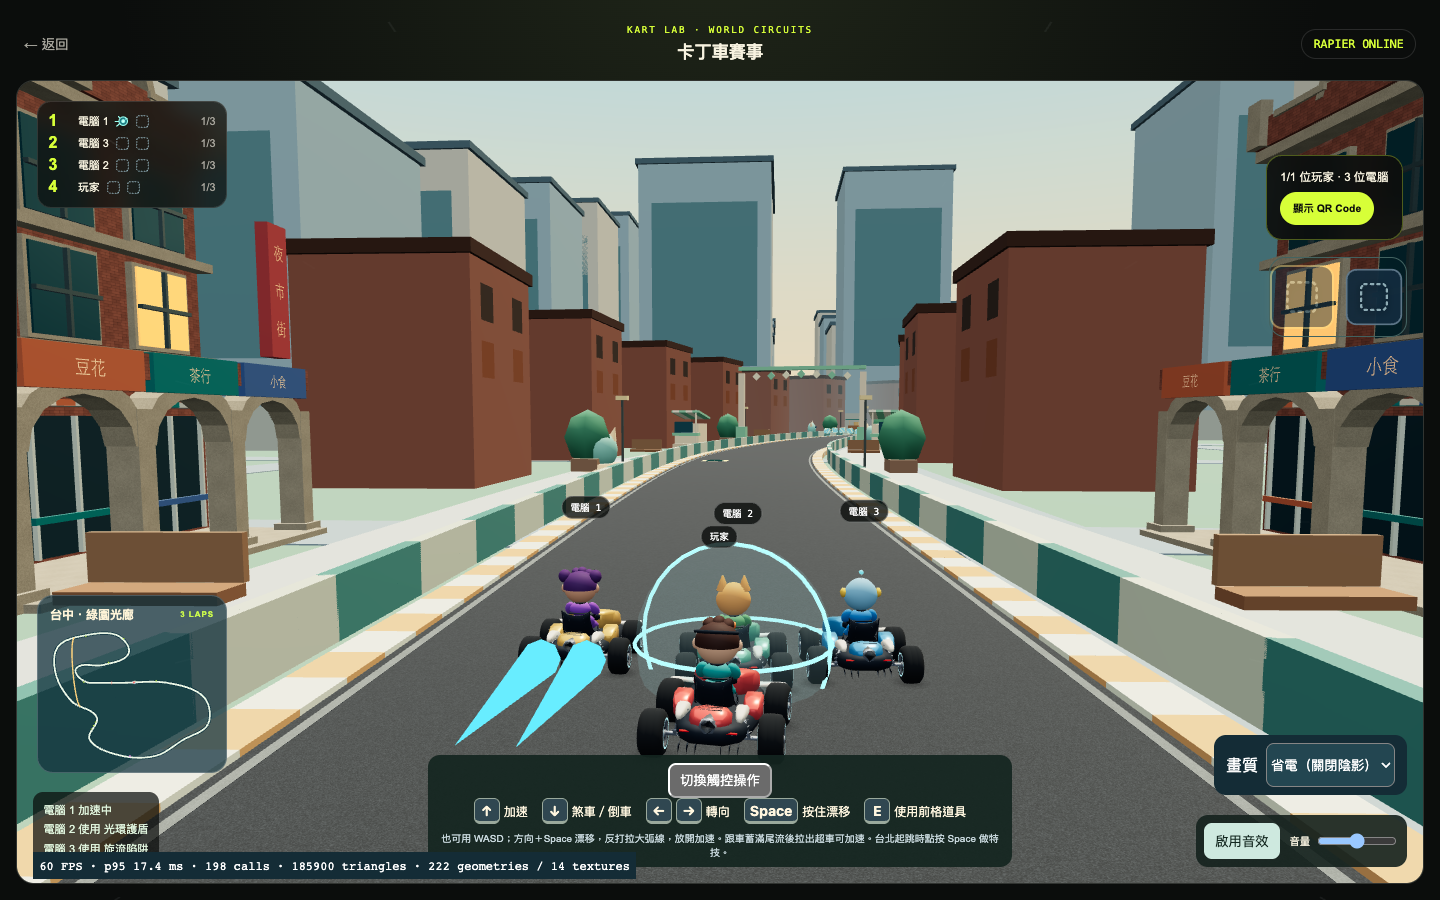 ← 返回
KART LAB · WORLD CIRCUITS
卡丁車賽事
RAPIER ONLINE
1 電腦 1 1/3
2 電腦 3 1/3
3 電腦 2 1/3
4 玩家 1/3
1/1 位玩家 · 3 位電腦
顯示 QR Code
夜市街
豆花
茶行
小食
豆花
茶行
小食
電腦 1
電腦 2
電腦 3
玩家
台中 · 綠園光廊 3 LAPS
切換觸控操作
↑ 加速 ↓ 煞車 / 倒車 ← → 轉向 Space 按住漂移 E 使用前格道具
也可用 WASD；方向＋Space 漂移，反打拉大弧線，放開加速。跟車蓄滿尾流後拉出超車可加速。台北起跳時點按 Space 做特
技。
畫質 省電（關閉陰影）
啟用音效 音量
電腦 1 加速中
電腦 2 使用 光環護盾
電腦 3 使用 旋流陷阱
60 FPS · p95 17.4 ms · 198 calls · 185900 triangles · 222 geometries / 14 textures